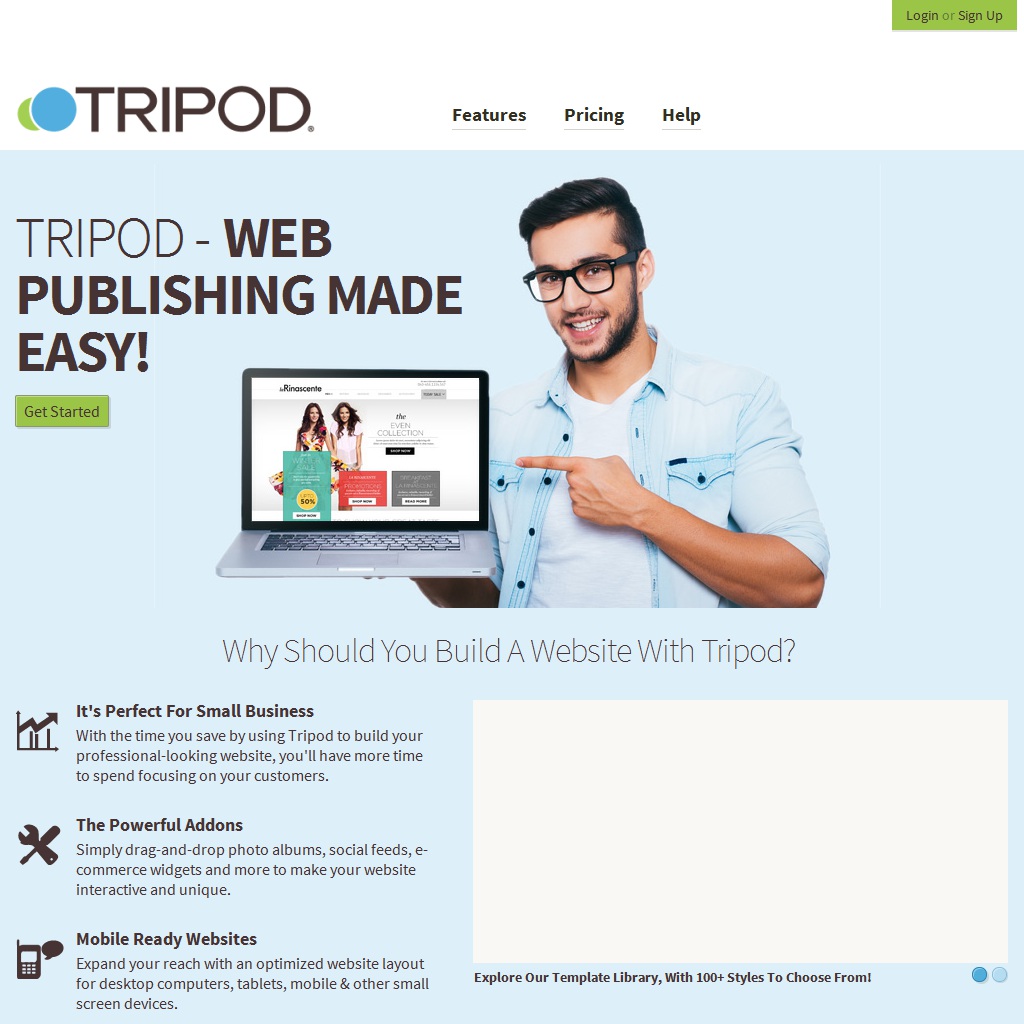 Login or Sign Up
TRIPOD®
Features
Pricing
Help
TRIPOD - WEB
PUBLISHING MADE
EASY!
Get Started
laRinascente
the
EVEN
COLLECTION
SHOP NOW
UP TO
50%
SHOP NOW
SHOP NOW
READ MORE
Why Should You Build A Website With Tripod?
It's Perfect For Small Business
With the time you save by using Tripod to build your
professional-looking website, you'll have more time
to spend focusing on your customers.
The Powerful Addons
Simply drag-and-drop photo albums, social feeds, e-
commerce widgets and more to make your website
interactive and unique.
Mobile Ready Websites
Expand your reach with an optimized website layout
for desktop computers, tablets, mobile & other small
screen devices.
Explore Our Template Library, With 100+ Styles To Choose From!